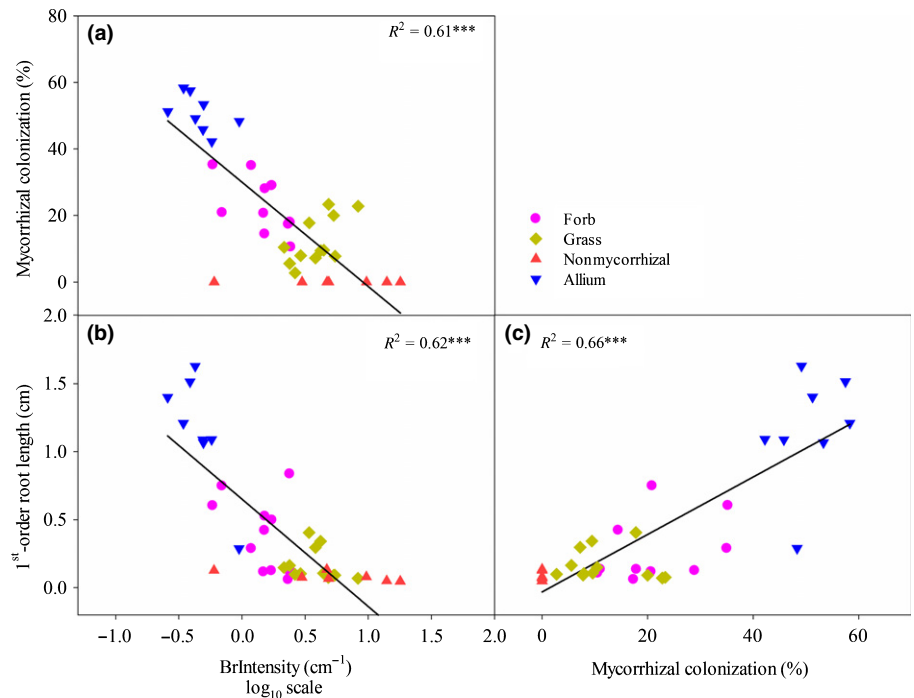 80
(a)
R² = 0.61***
60
40
20
0
Mycorrhizal colonization (%)
Forb
Grass
Nonmycorrhizal
Allium
2.0
(b)
R² = 0.62***
1.5
1.0
0.5
0.0
1st-order root length (cm)
−1.0 −0.5 0.0 0.5 1.0 1.5 2.0
BrIntensity (cm⁻¹)
log₁₀ scale
(c)
R² = 0.66***
0 20 40 60
Mycorrhizal colonization (%)